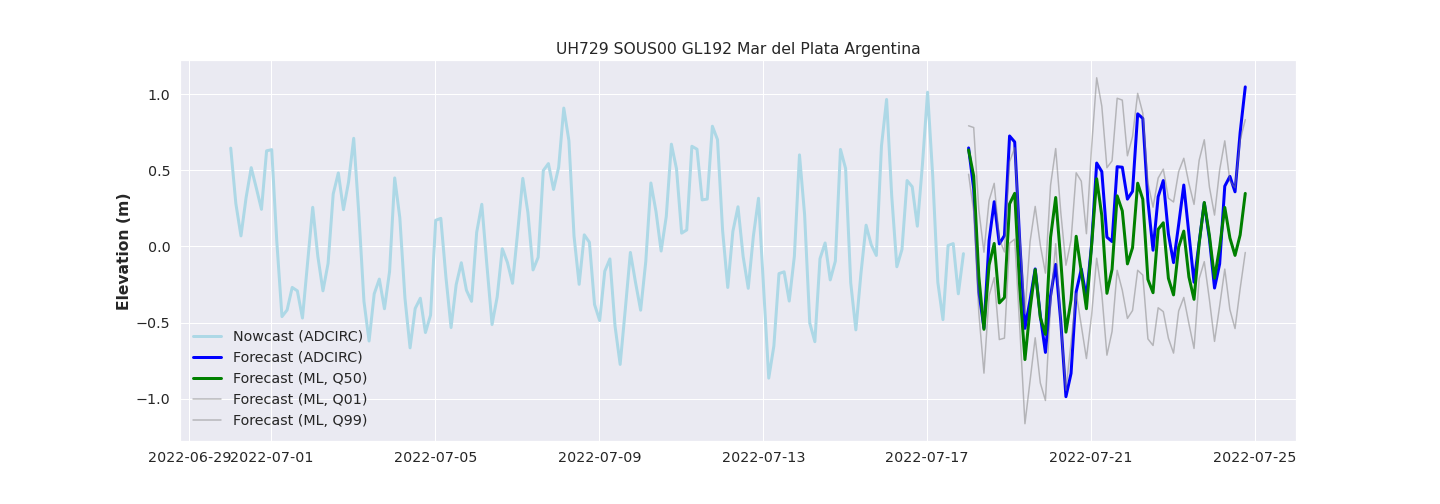 UH729 SOUS00 GL192 Mar del Plata Argentina
1.0
0.5
0.0
−0.5
−1.0
Elevation (m)
Nowcast (ADCIRC)
Forecast (ADCIRC)
Forecast (ML, Q50)
Forecast (ML, Q01)
Forecast (ML, Q99)
2022-06-29 2022-07-01 2022-07-05 2022-07-09 2022-07-13 2022-07-17 2022-07-21 2022-07-25